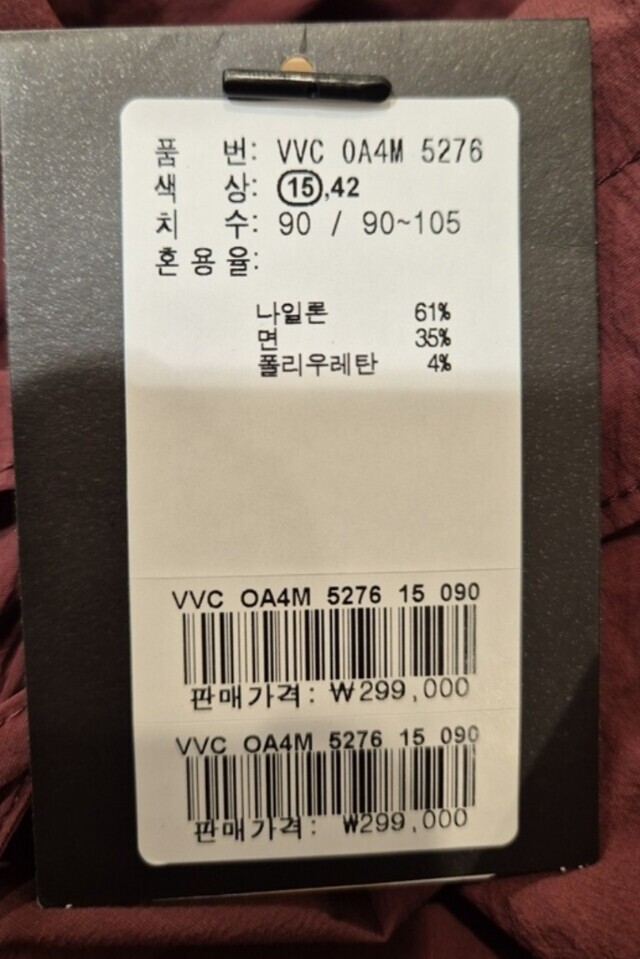 품 번: VVC 0A4M 5276
색 상: 15,42
치 수: 90 / 90~105
혼용율:
나일론 61%
면 35%
폴리우레탄 4%
VVC OA4M 5276 15 090
판매가격: ₩299,000
VVC OA4M 5276 15 090
판매가격: ₩299,000